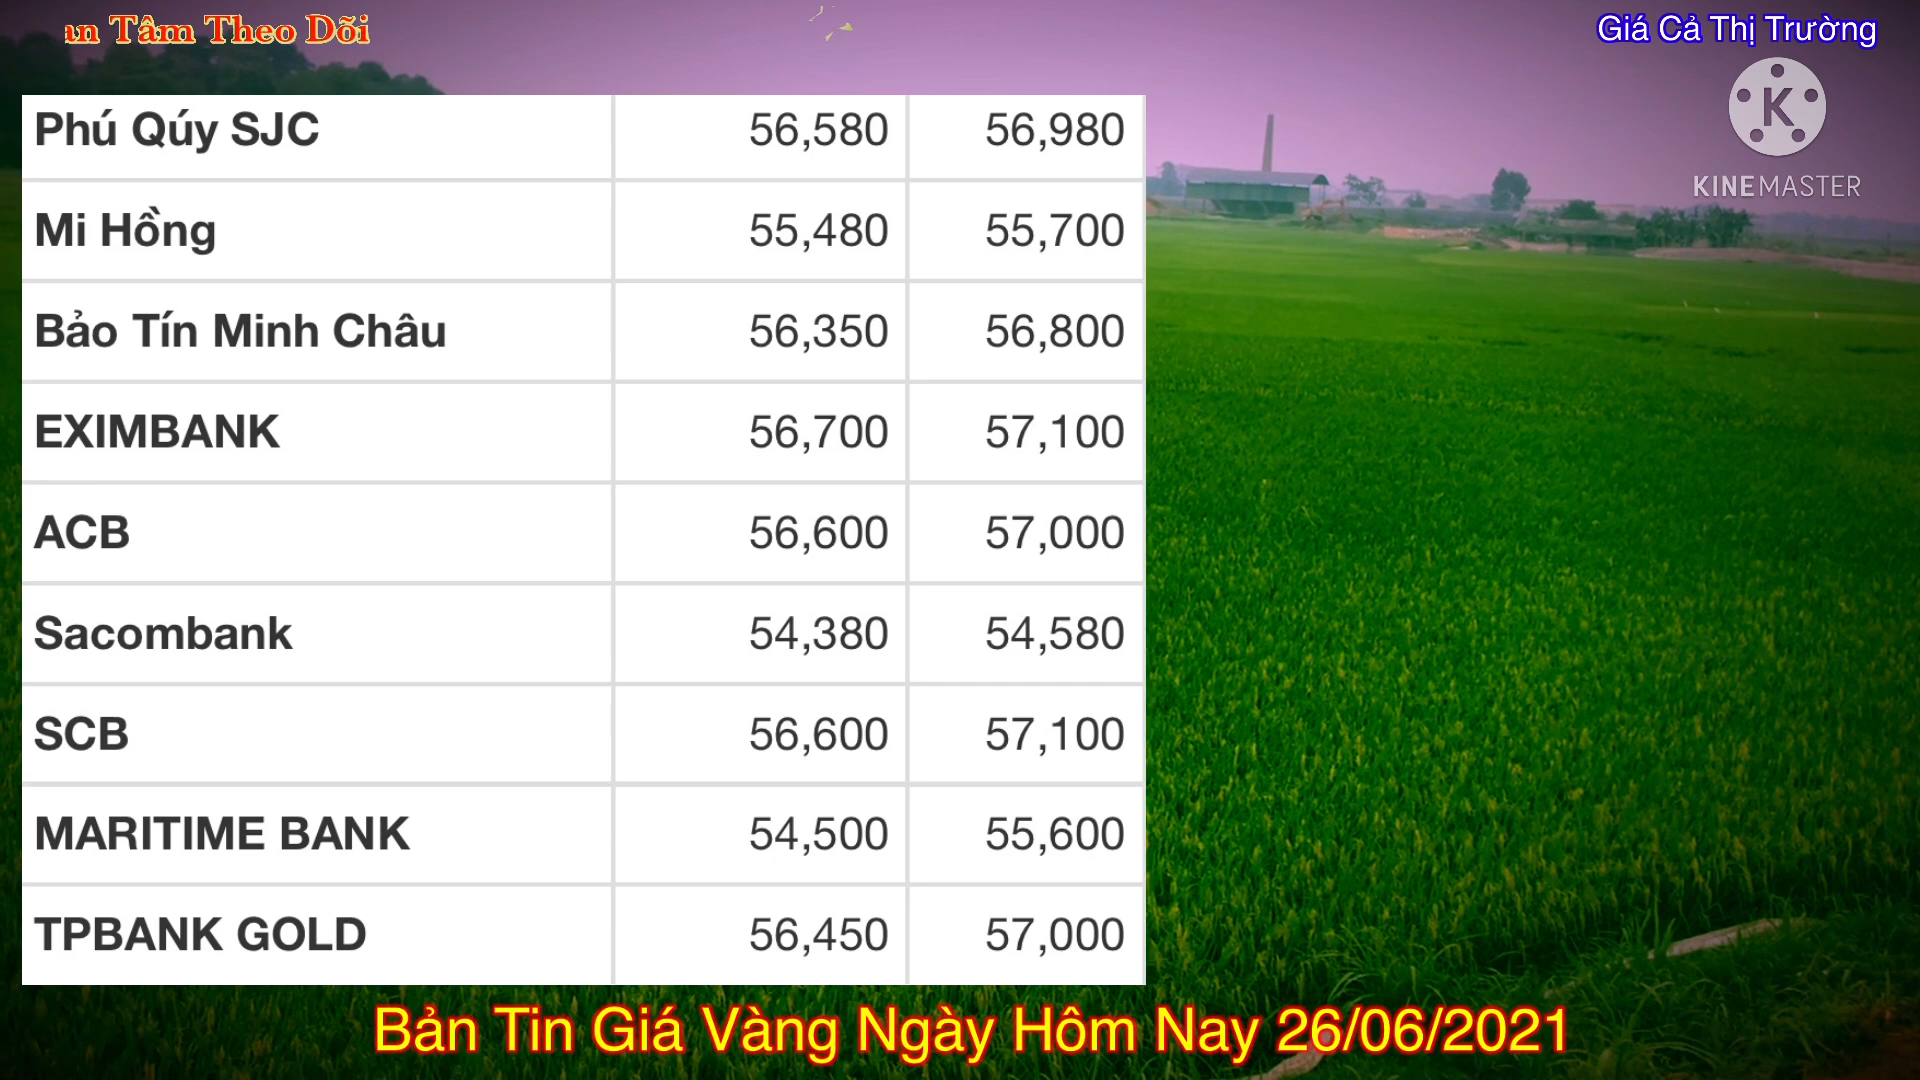 Tâm Theo Dõi
Giá Cả Thị Trường
K
KINEMASTER
Phú Qúy SJC 56,580 56,980
Mi Hồng 55,480 55,700
Bảo Tín Minh Châu 56,350 56,800
EXIMBANK 56,700 57,100
ACB 56,600 57,000
Sacombank 54,380 54,580
SCB 56,600 57,100
MARITIME BANK 54,500 55,600
TPBANK GOLD 56,450 57,000
Bản Tin Giá Vàng Ngày Hôm Nay 26/06/2021